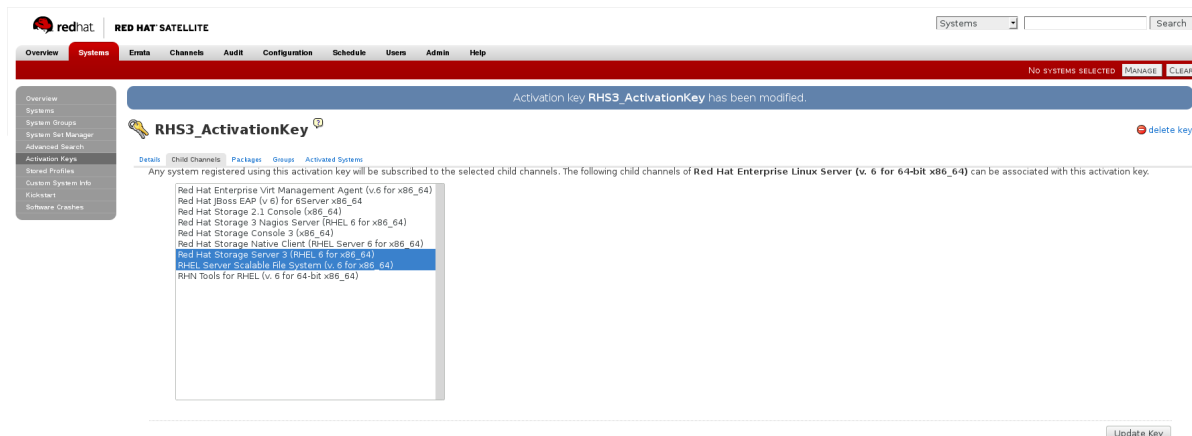 redhat. RED HAT® SATELLITE
Systems Search
Overview Systems Errata Channels Audit Configuration Schedule Users Admin Help
No systems selected Manage Clear
Overview
Systems
System Groups
System Set Manager
Advanced Search
Activation Keys
Stored Profiles
Custom System Info
Kickstart
Software Crashes
Activation key RHS3_ActivationKey has been modified.
RHS3_ActivationKey ?
delete key
Details Child Channels Packages Groups Activated Systems
Any system registered using this activation key will be subscribed to the selected child channels. The following child channels of Red Hat Enterprise Linux Server (v. 6 for 64-bit x86_64) can be associated with this activation key.
Red Hat Enterprise Virt Management Agent (v.6 for x86_64)
Red Hat JBoss EAP (v 6) for 6Server x86_64
Red Hat Storage 2.1 Console (x86_64)
Red Hat Storage 3 Nagios Server (RHEL 6 for x86_64)
Red Hat Storage Console 3 (x86_64)
Red Hat Storage Native Client (RHEL Server 6 for x86_64)
Red Hat Storage Server 3 (RHEL 6 for x86_64)
RHEL Server Scalable File System (v. 6 for x86_64)
RHN Tools for RHEL (v. 6 for 64-bit x86_64)
Update Key